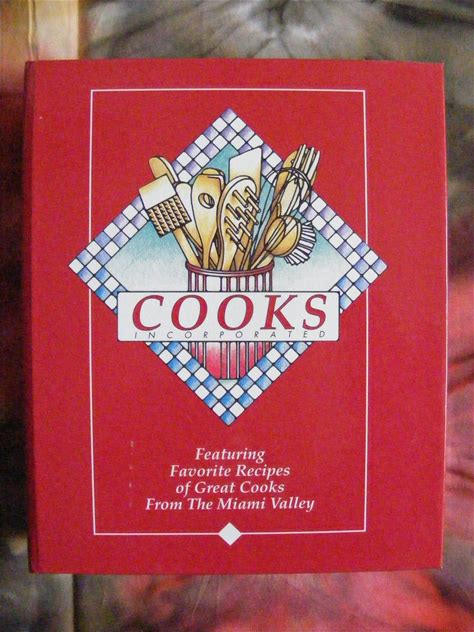 COOKS
INCORPORATED
Featuring
Favorite Recipes
of Great Cooks
From The Miami Valley